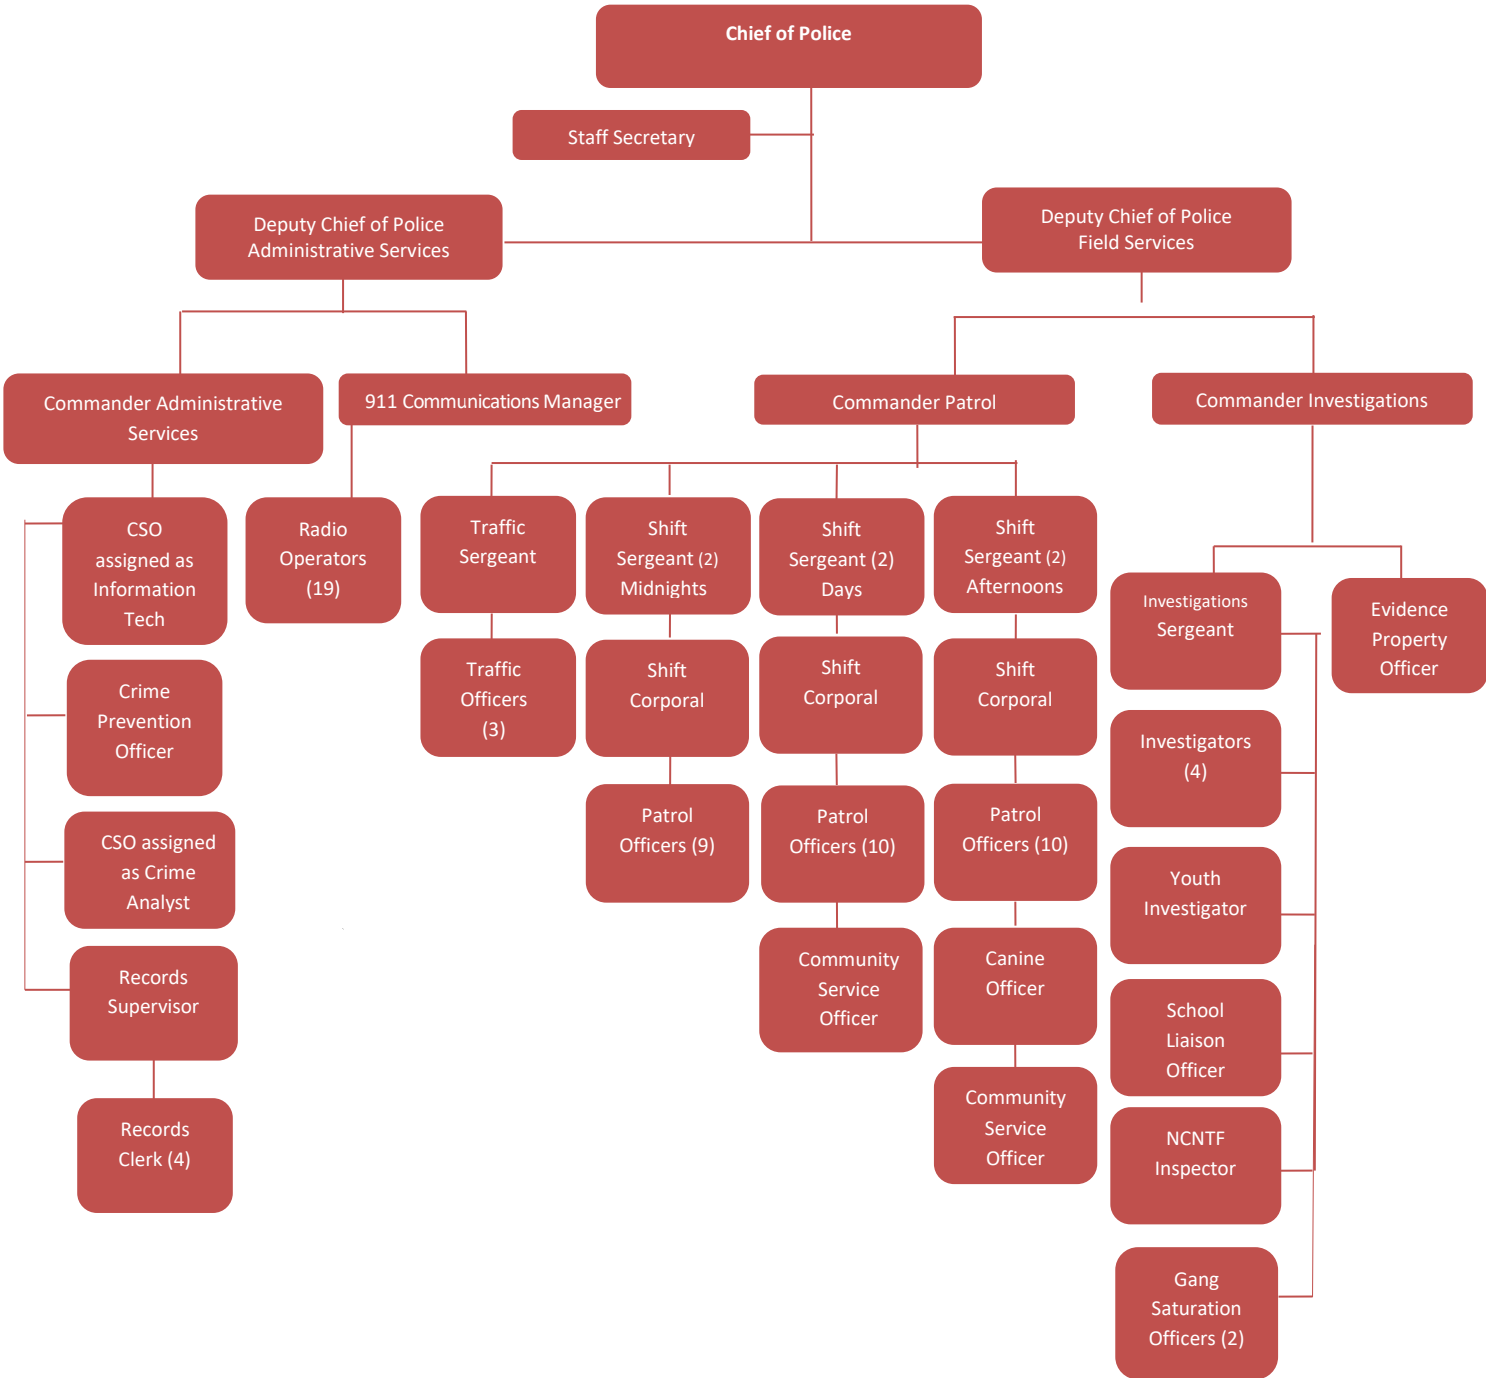 Chief of Police
Staff Secretary
Deputy Chief of Police
Administrative Services
Deputy Chief of Police
Field Services
Commander Administrative
Services
911 Communications Manager
Commander Patrol
Commander Investigations
CSO
assigned as
Information
Tech
Crime
Prevention
Officer
CSO assigned
as Crime
Analyst
Records
Supervisor
Records
Clerk (4)
Radio
Operators
(19)
Traffic
Sergeant
Traffic
Officers
(3)
Shift
Sergeant (2)
Midnights
Shift
Corporal
Patrol
Officers (9)
Shift
Sergeant (2)
Days
Shift
Corporal
Patrol
Officers (10)
Community
Service
Officer
Shift
Sergeant (2)
Afternoons
Shift
Corporal
Patrol
Officers (10)
Canine
Officer
Community
Service
Officer
Investigations
Sergeant
Investigators
(4)
Youth
Investigator
School
Liaison
Officer
NCNTF
Inspector
Gang
Saturation
Officers (2)
Evidence
Property
Officer